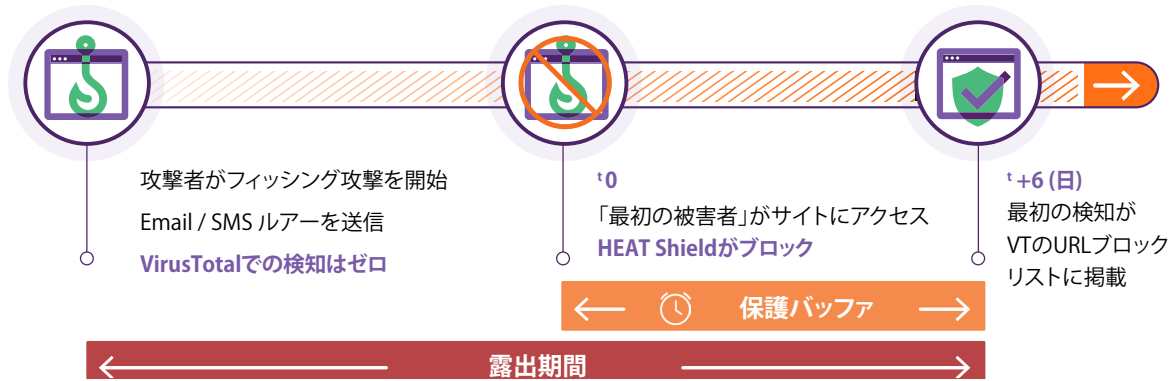 攻撃者がフィッシング攻撃を開始
Email / SMS ルアーを送信
VirusTotalでの検知はゼロ
t 0
「最初の被害者」がサイトにアクセス
HEAT Shieldがブロック
t +6 (日)
最初の検知が
VTのURLブロック
リストに掲載
保護バッファ
露出期間